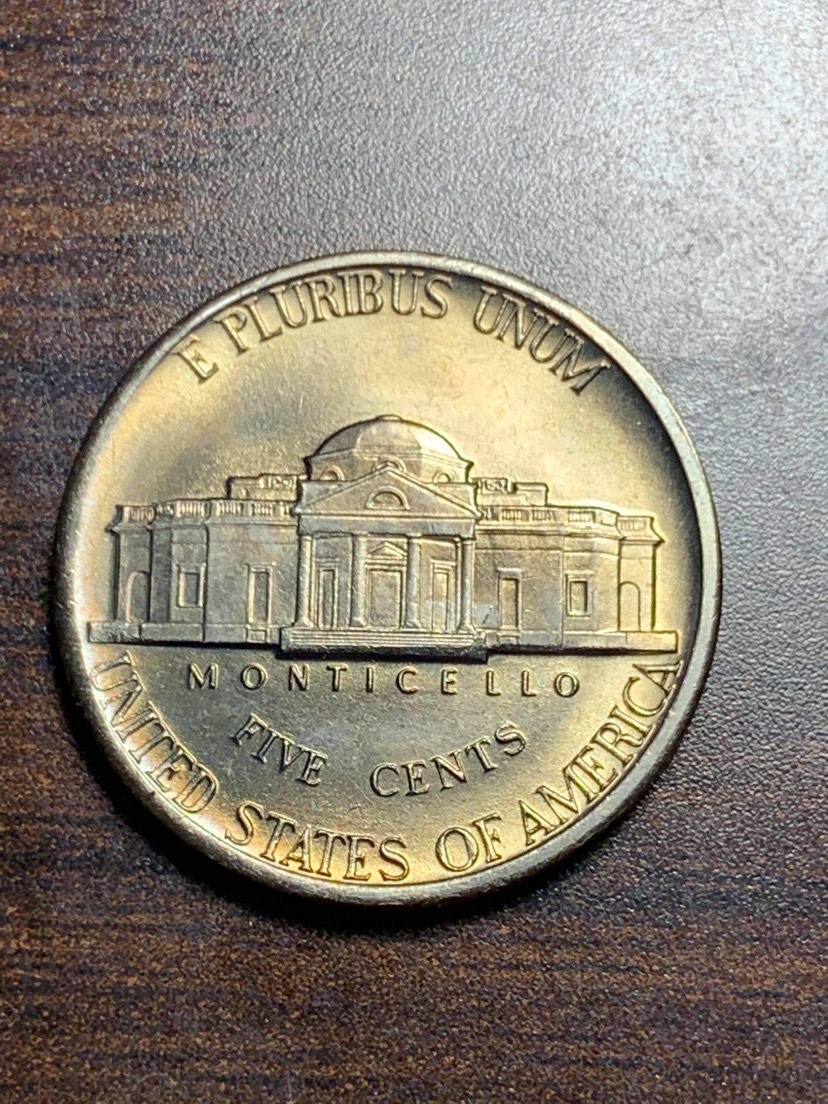 E PLURIBUS UNUM
MONTICELLO
FIVE CENTS
UNITED STATES OF AMERICA